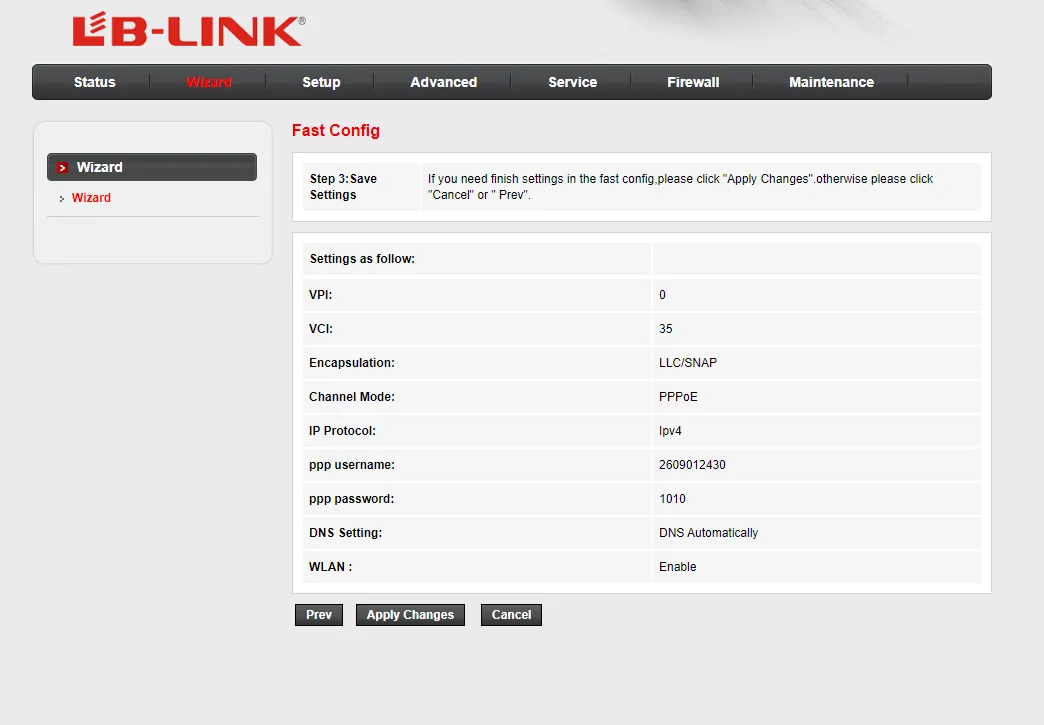 LB-LINK®
Status Wizard Setup Advanced Service Firewall Maintenance
Wizard
Wizard
Fast Config
Step 3:Save Settings
If you need finish settings in the fast config,please click "Apply Changes".otherwise please click
"Cancel" or " Prev".
Settings as follow:
VPI: 0
VCI: 35
Encapsulation: LLC/SNAP
Channel Mode: PPPoE
IP Protocol: Ipv4
ppp username: 2609012430
ppp password: 1010
DNS Setting: DNS Automatically
WLAN : Enable
Prev Apply Changes Cancel